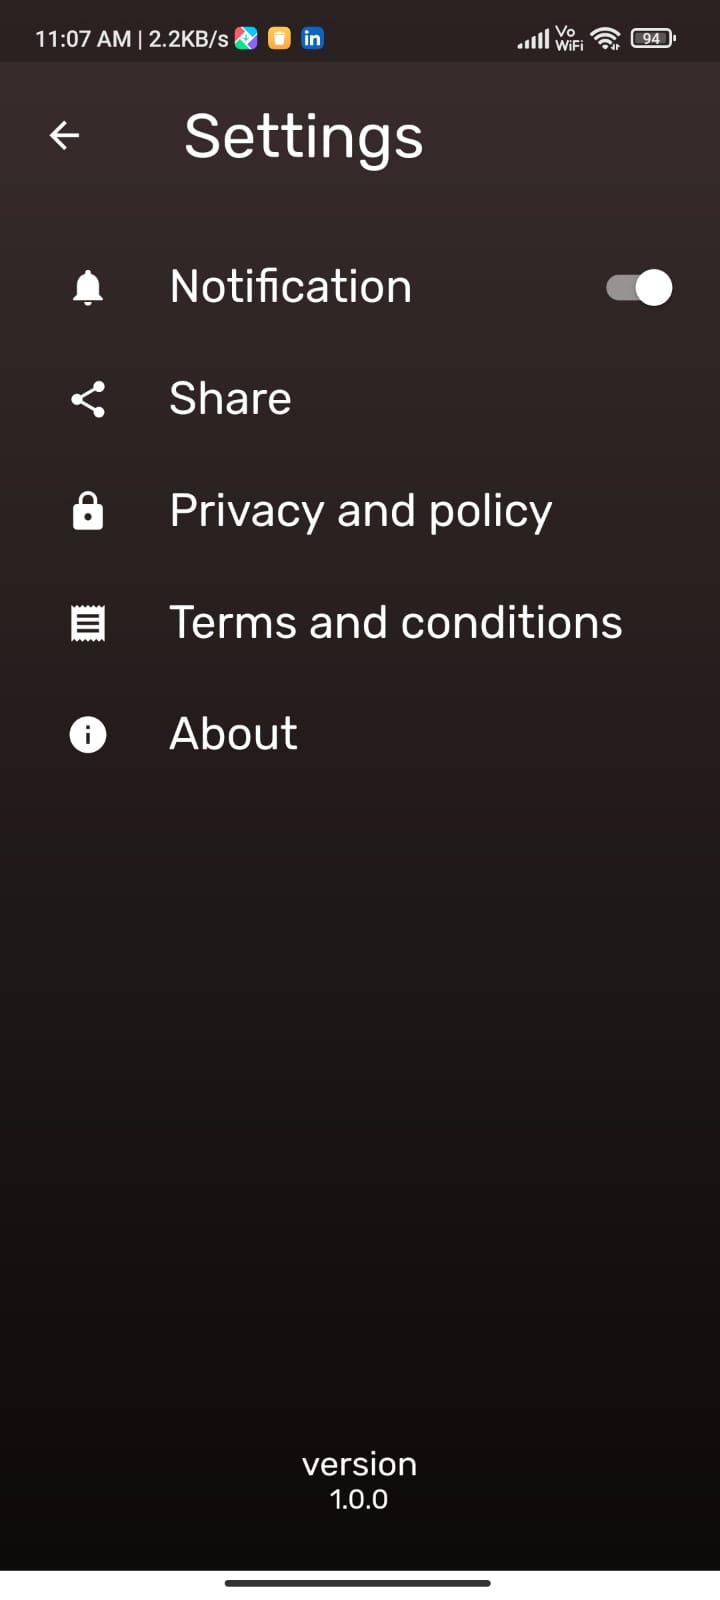 11:07 AM | 2.2KB/s in Vo WiFi 94
Settings
Notification
Share
Privacy and policy
Terms and conditions
About
version
1.0.0